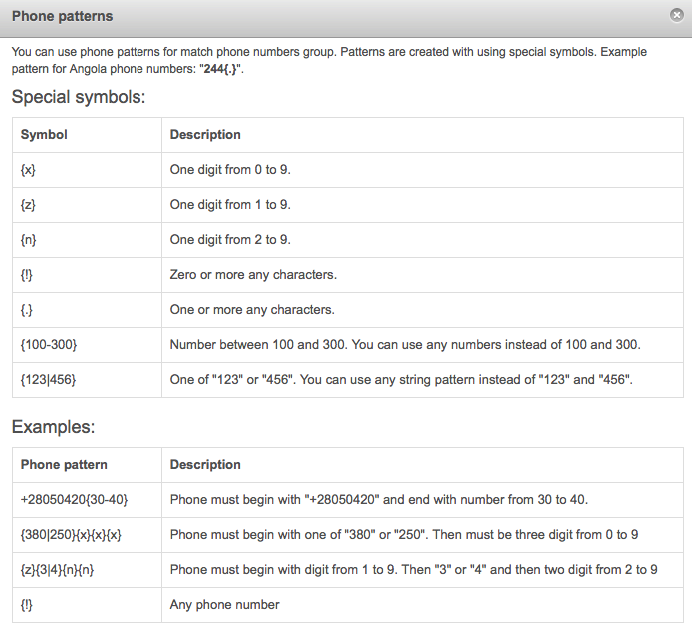 Phone patterns
You can use phone patterns for match phone numbers group. Patterns are created with using special symbols. Example
pattern for Angola phone numbers: "244{.}".
Special symbols:
Symbol Description
{x} One digit from 0 to 9.
{z} One digit from 1 to 9.
{n} One digit from 2 to 9.
{!} Zero or more any characters.
{.} One or more any characters.
{100-300} Number between 100 and 300. You can use any numbers instead of 100 and 300.
{123|456} One of "123" or "456". You can use any string pattern instead of "123" and "456".
Examples:
Phone pattern Description
+28050420{30-40} Phone must begin with "+28050420" and end with number from 30 to 40.
{380|250}{x}{x}{x} Phone must begin with one of "380" or "250". Then must be three digit from 0 to 9
{z}{3|4}{n}{n} Phone must begin with digit from 1 to 9. Then "3" or "4" and then two digit from 2 to 9
{!} Any phone number